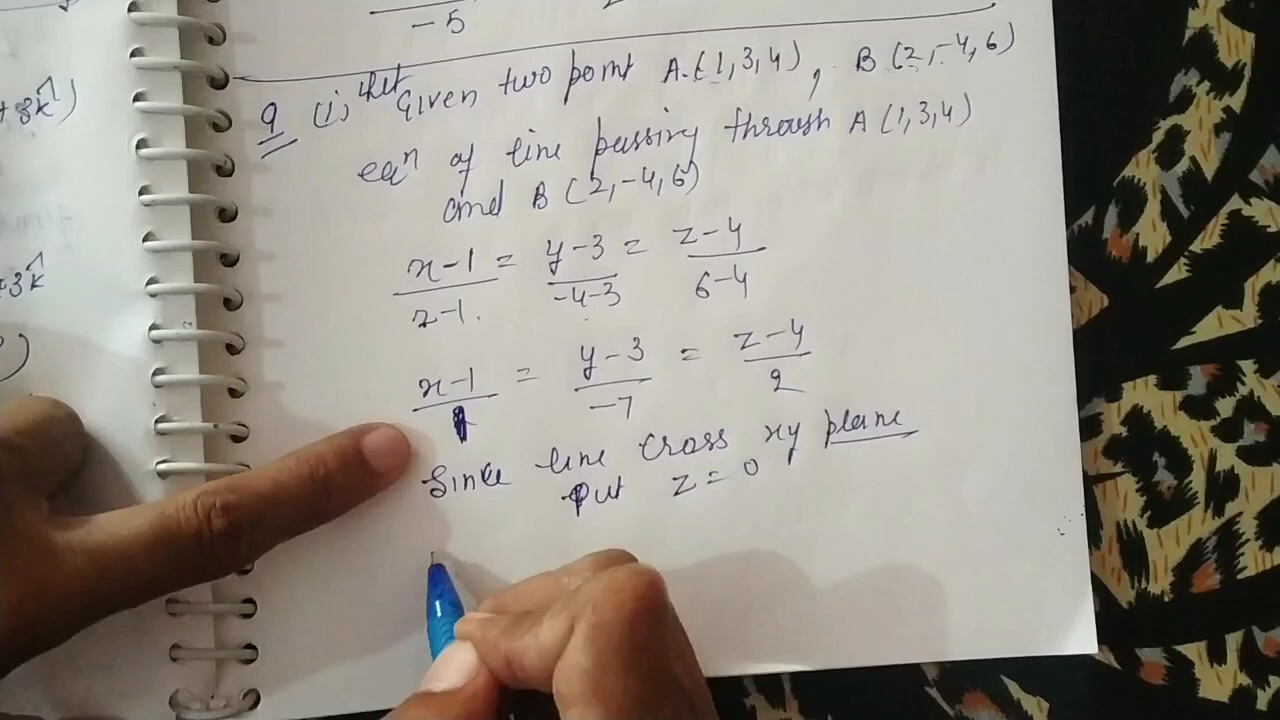 + 8k̂)
+3k̂
)
-5
9 (i) Let Given two point A(1,3,4), B(2,-4,6)
eqⁿ of line passing through A(1,3,4)
and B(2,-4,6)
x-1/2-1 = y-3/-4-3 = z-4/6-4
x-1/1 = y-3/-7 = z-4/2
Since line cross xy plane
Put z=0